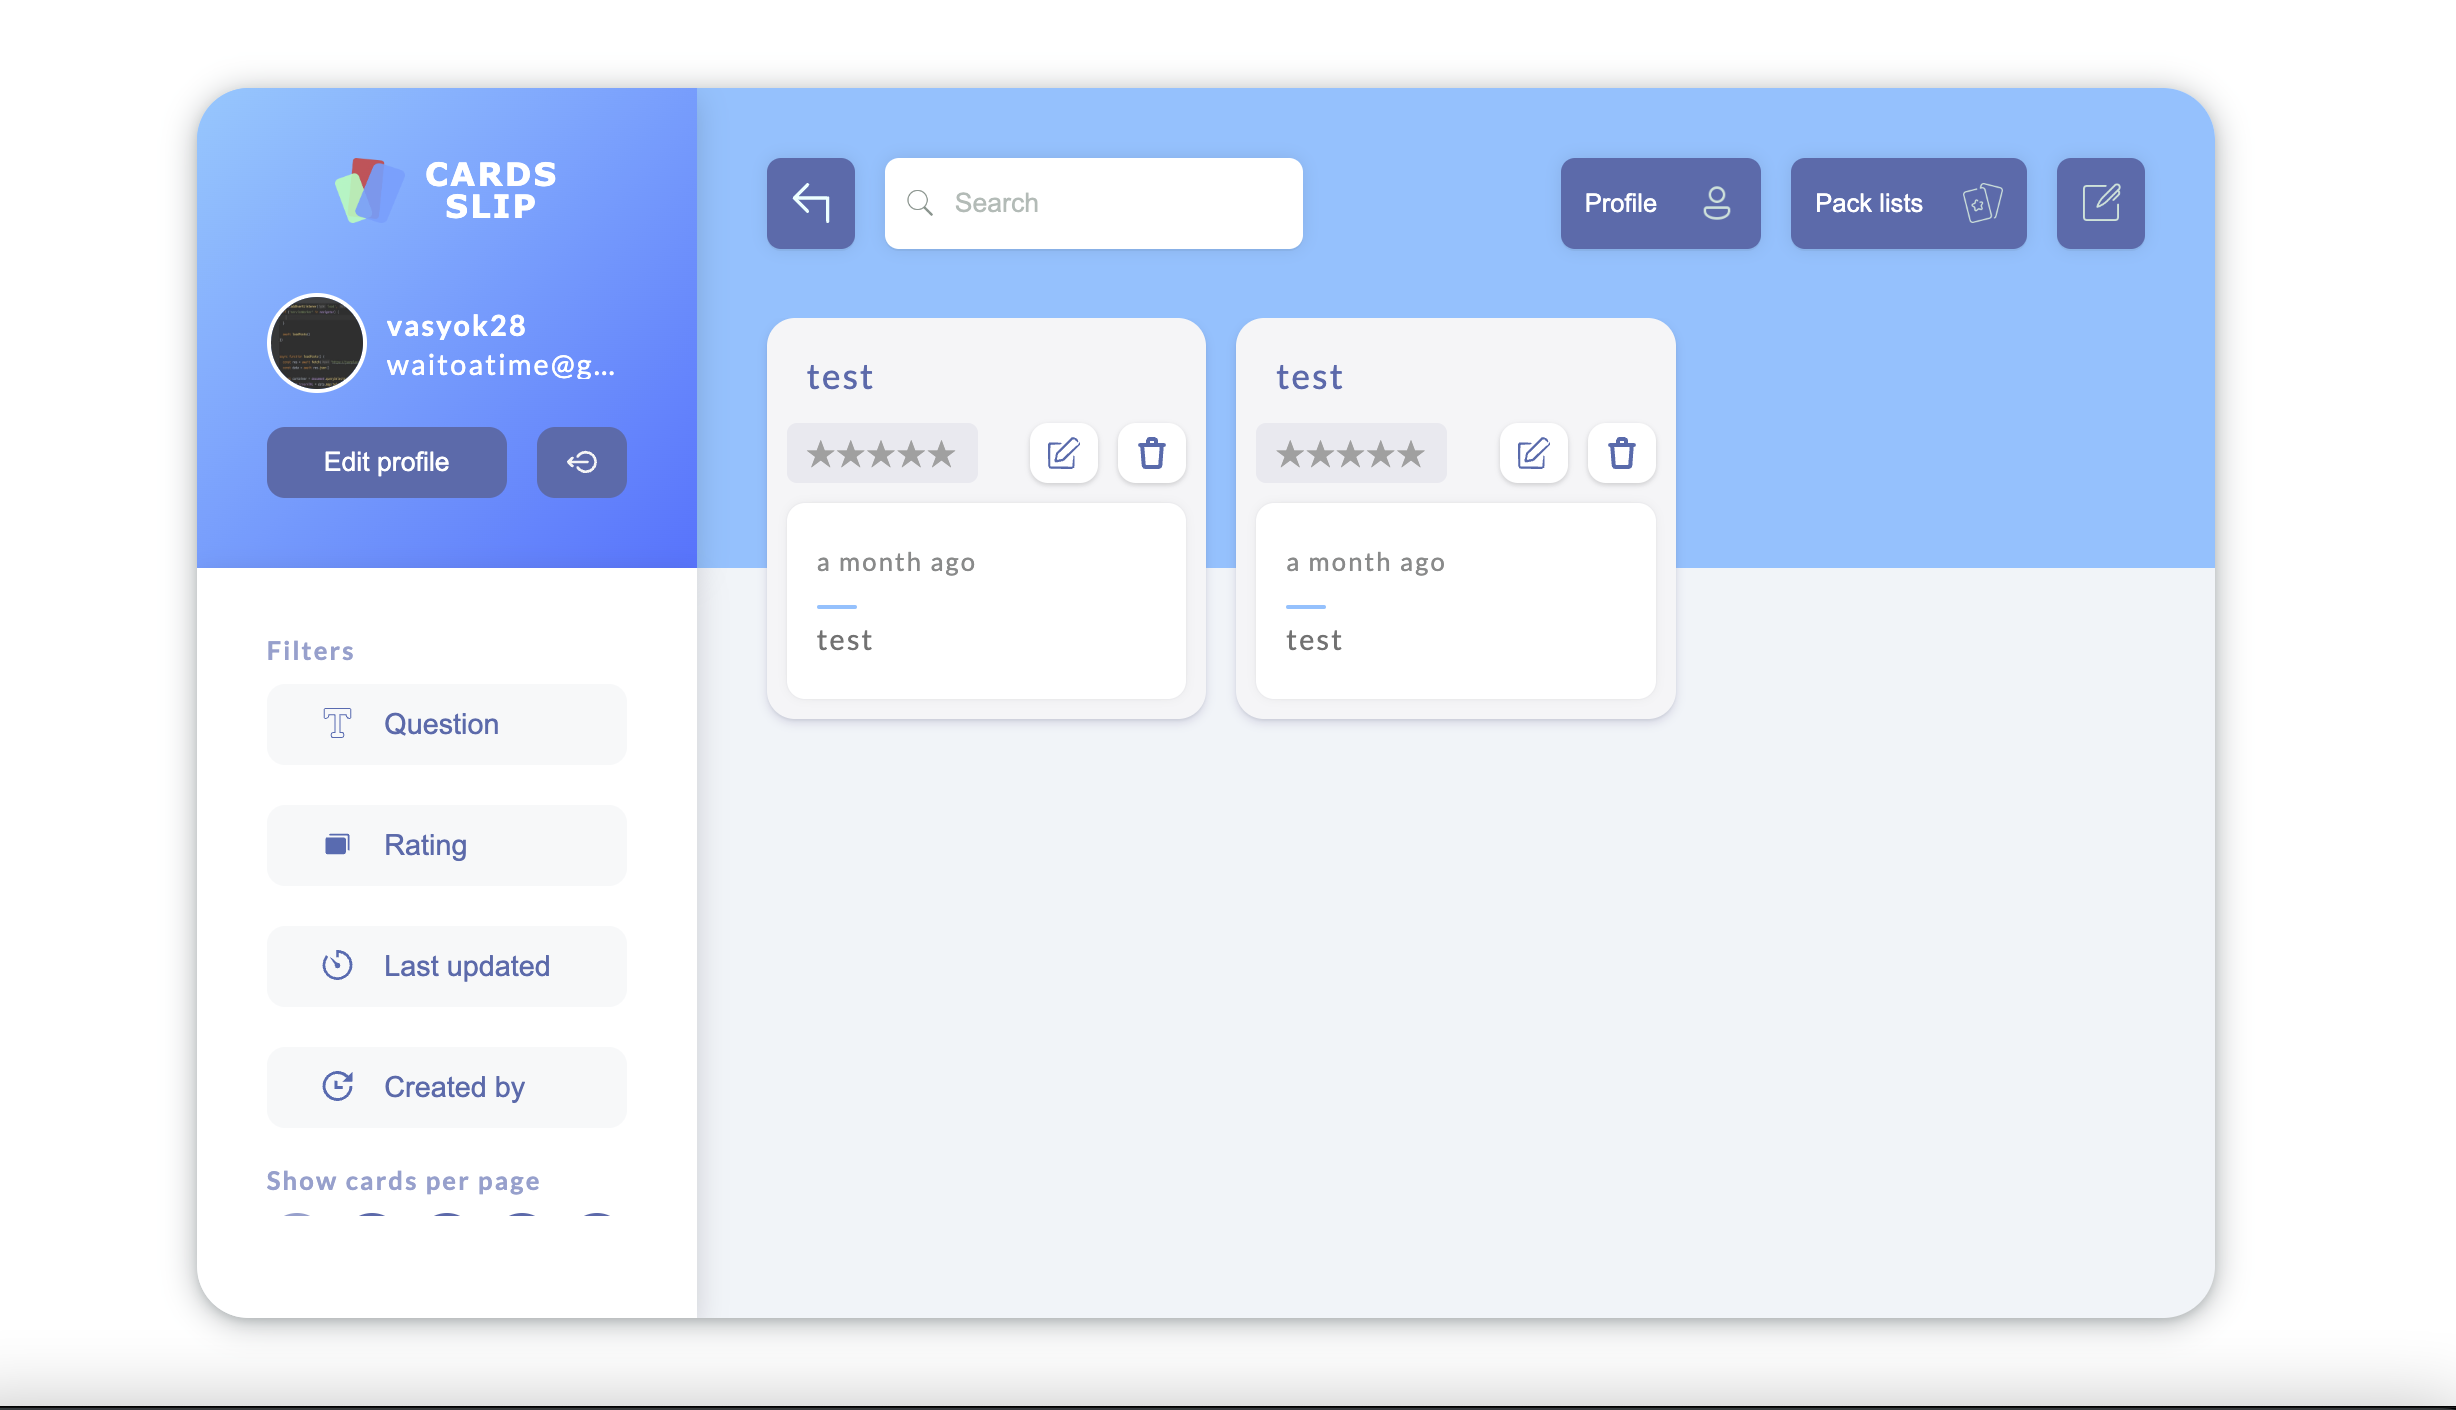 CARDS
SLIP
vasyok28
waitoatime@g...
Edit profile
Filters
Question
Rating
Last updated
Created by
Show cards per page
Search
Profile
Pack lists
test
a month ago
test
test
a month ago
test